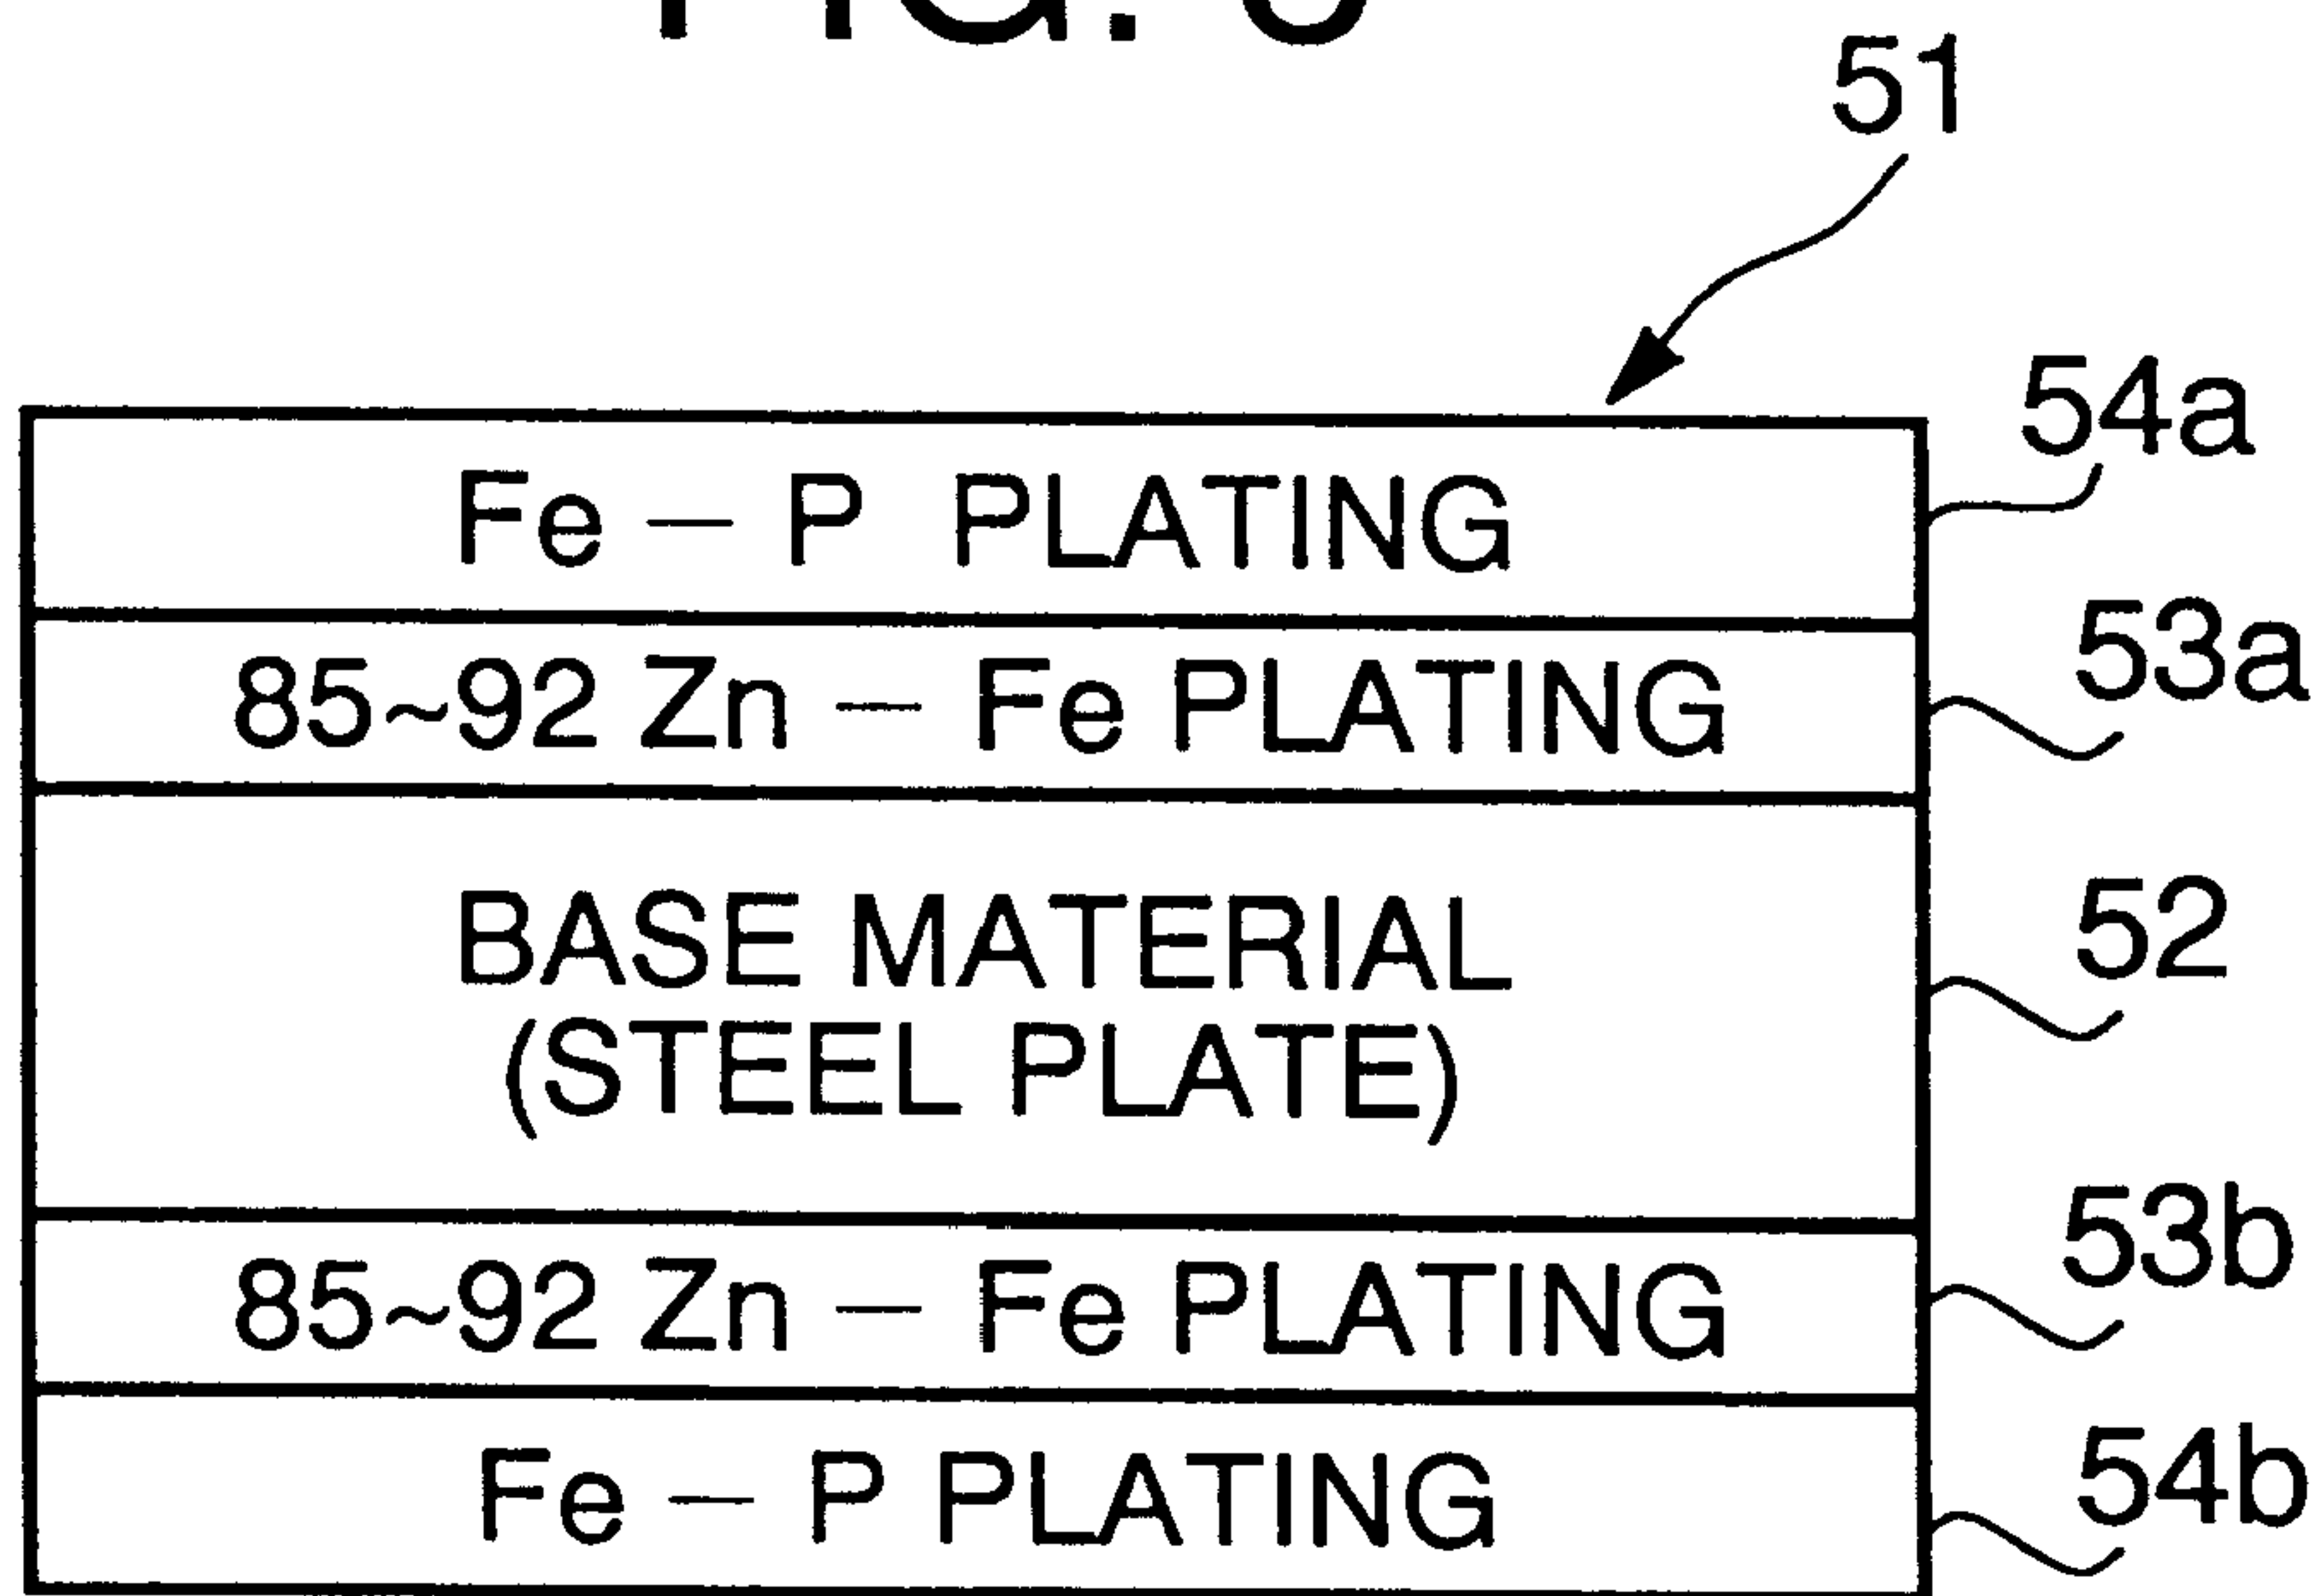 51
54a
Fe — P PLATING
53a
85~92 Zn — Fe PLATING
52
BASE MATERIAL
(STEEL PLATE)
53b
85~92 Zn — Fe PLATING
54b
Fe — P PLATING